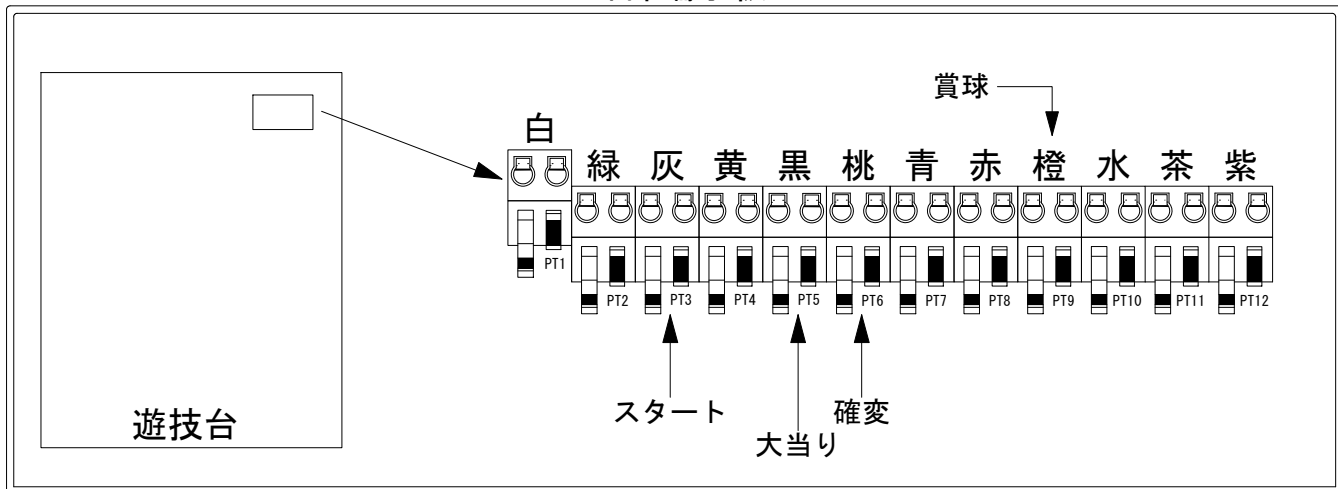 賞球
白
緑 灰 黄 黒 桃 青 赤 橙 水 茶 紫
PT1
PT2 PT3 PT4 PT5 PT6 PT7 PT8 PT9 PT10 PT11 PT12
スタート
大当り
確変
遊技台